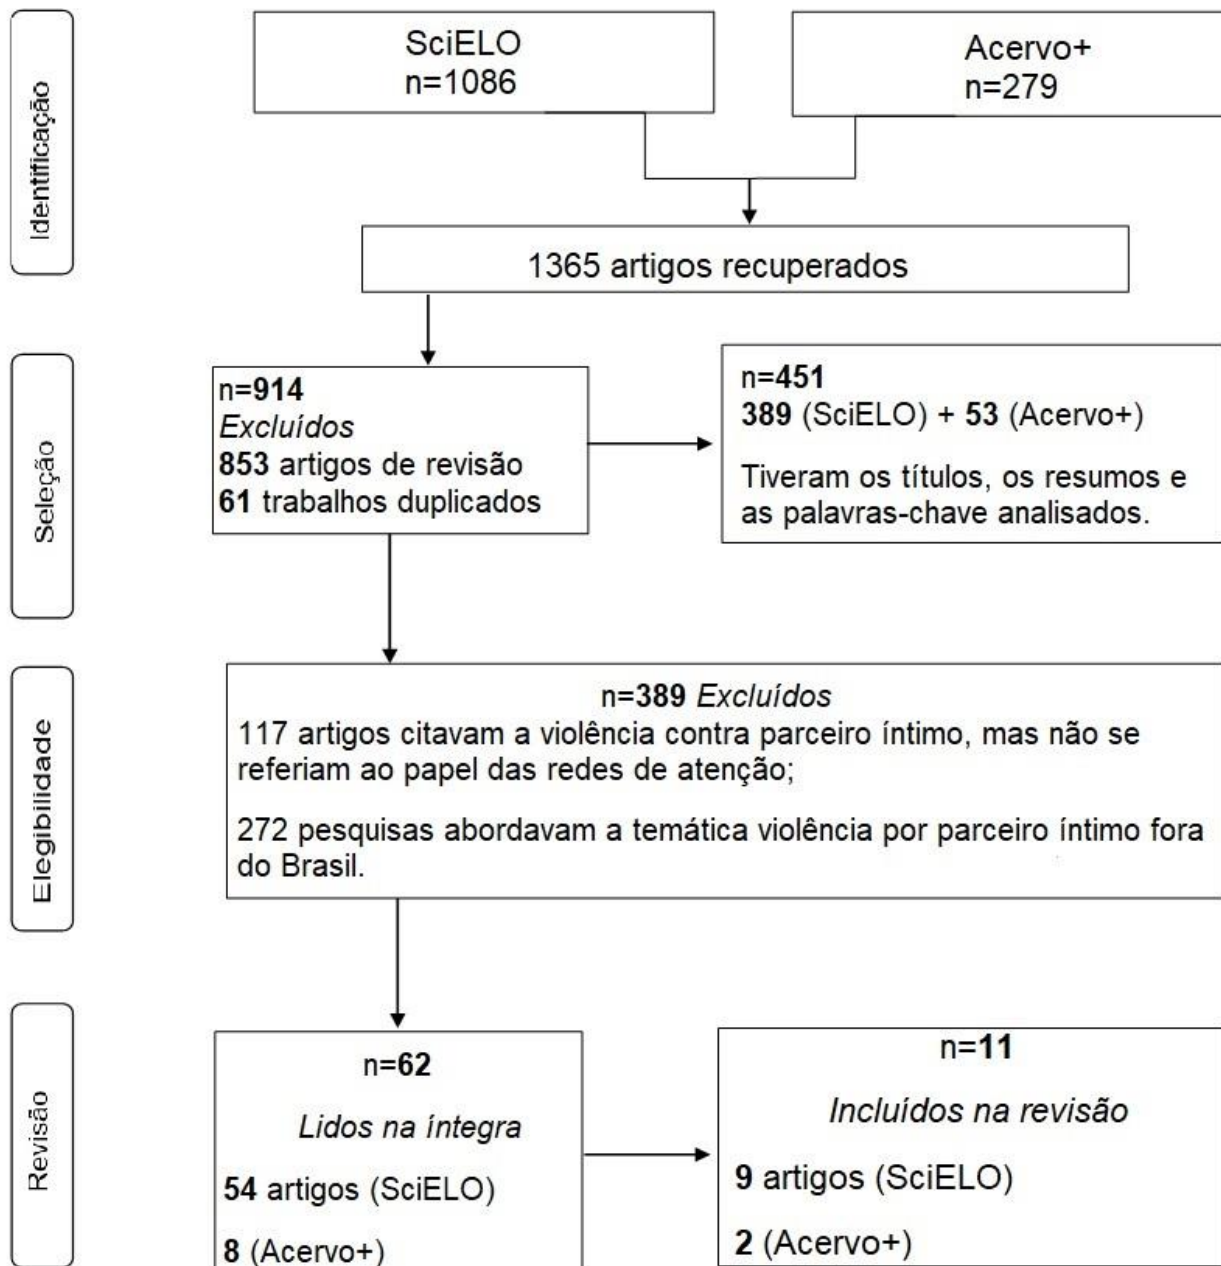 Identificação
SciELO
n=1086
Acervo+
n=279
1365 artigos recuperados
Seleção
n=914
Excluídos
853 artigos de revisão
61 trabalhos duplicados
n=451
389 (SciELO) + 53 (Acervo+)
Tiveram os títulos, os resumos e
as palavras-chave analisados.
Elegibilidade
n=389 Excluídos
117 artigos citavam a violência contra parceiro íntimo, mas não se
referiam ao papel das redes de atenção;
272 pesquisas abordavam a temática violência por parceiro íntimo fora
do Brasil.
Revisão
n=62
Lidos na íntegra
54 artigos (SciELO)
8 (Acervo+)
n=11
Incluídos na revisão
9 artigos (SciELO)
2 (Acervo+)